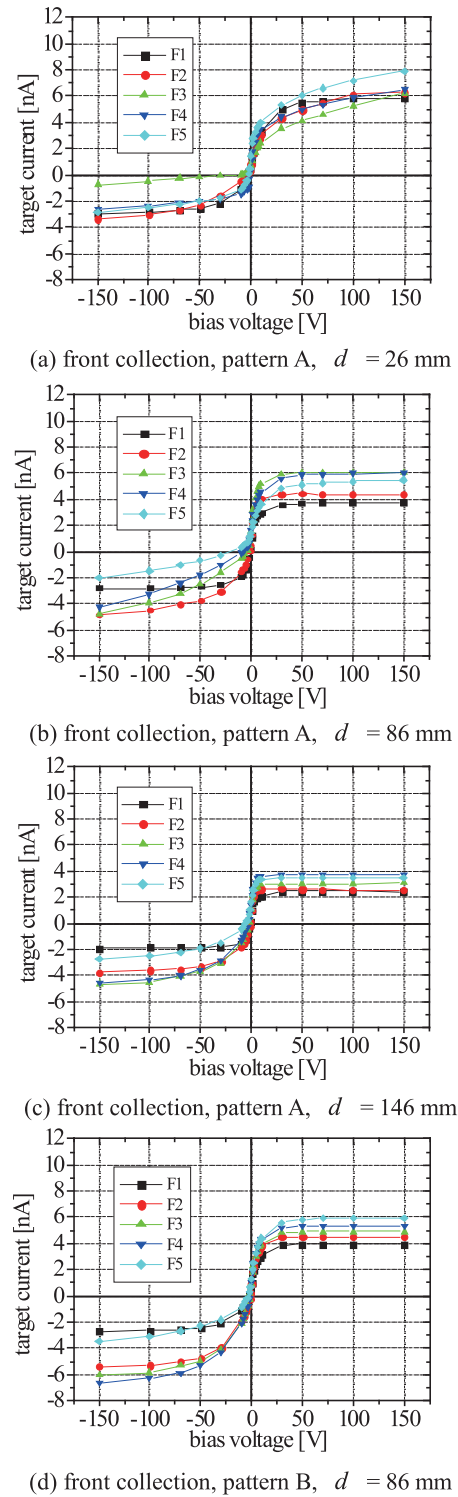 12
10
8
6
4
2
0
-2
-4
-6
-8
target current [nA]
F1
F2
F3
F4
F5
-150 -100 -50 0 50 100 150
bias voltage [V]
(a) front collection, pattern A, d = 26 mm
12
10
8
6
4
2
0
-2
-4
-6
-8
target current [nA]
F1
F2
F3
F4
F5
-150 -100 -50 0 50 100 150
bias voltage [V]
(b) front collection, pattern A, d = 86 mm
12
10
8
6
4
2
0
-2
-4
-6
-8
target current [nA]
F1
F2
F3
F4
F5
-150 -100 -50 0 50 100 150
bias voltage [V]
(c) front collection, pattern A, d = 146 mm
12
10
8
6
4
2
0
-2
-4
-6
-8
target current [nA]
F1
F2
F3
F4
F5
-150 -100 -50 0 50 100 150
bias voltage [V]
(d) front collection, pattern B, d = 86 mm